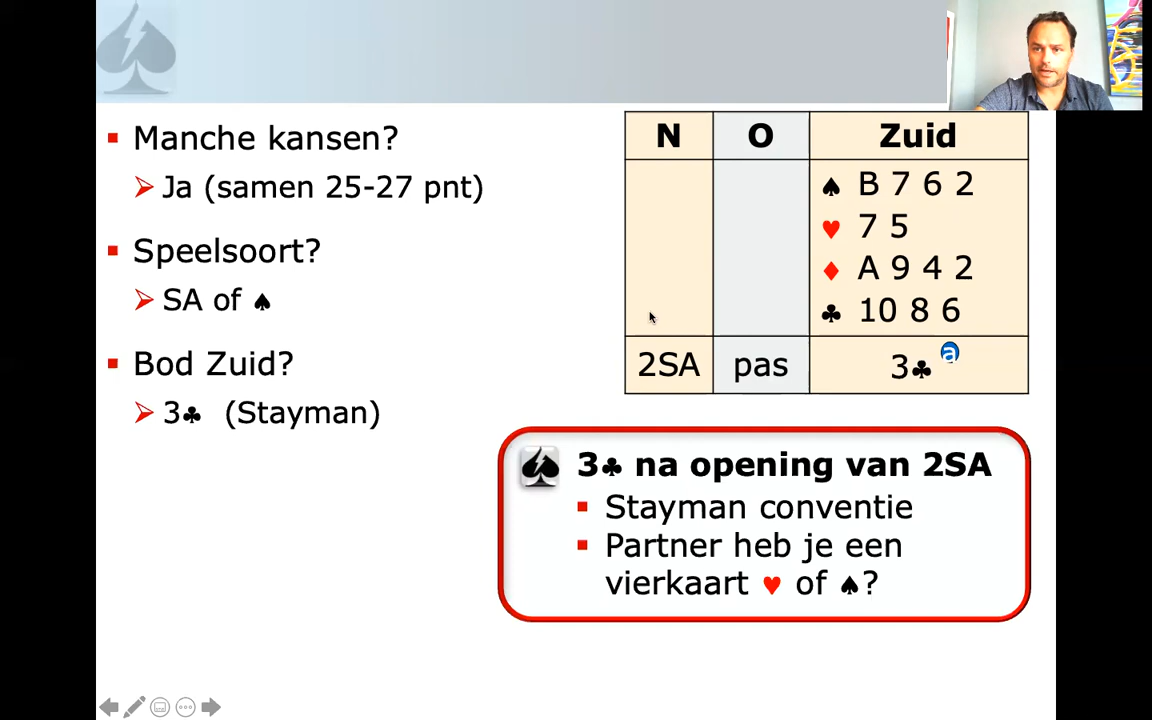 ▪ Manche kansen?
➢ Ja (samen 25-27 pnt)
▪ Speelsoort?
➢ SA of ♠
▪ Bod Zuid?
➢ 3♣ (Stayman)
N O Zuid
♠ B 7 6 2
♥ 7 5
♦ A 9 4 2
♣ 10 8 6
2SA pas 3♣ a
3♣ na opening van 2SA
▪ Stayman conventie
▪ Partner heb je een
vierkaart ♥ of ♠?